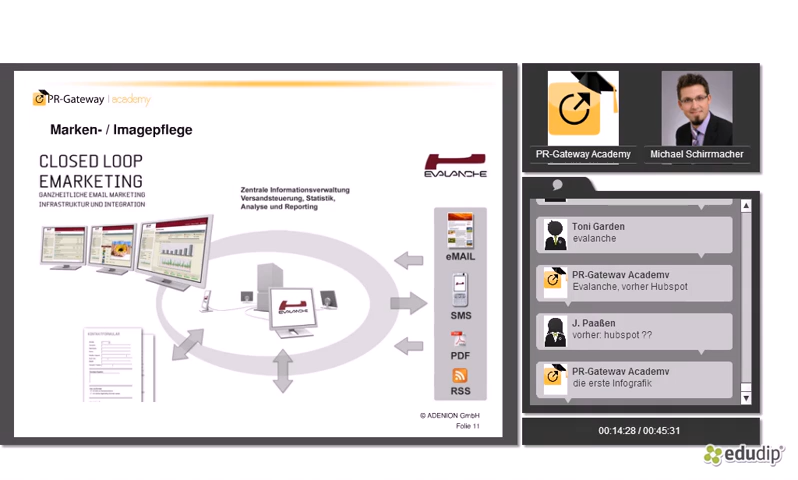 PR-Gateway | academy
Marken- / Imagepflege
CLOSED LOOP
EMARKETING
GANZHEITLICHE EMAIL MARKETING
INFRASTRUKTUR UND INTEGRATION
EVALANCHE
Zentrale Informationsverwaltung
Versandsteuerung, Statistik,
Analyse und Reporting
eMAIL
SMS
PDF
RSS
KONTAKTFORMULAR
© ADENION GmbH
Folie 11
PR-Gateway Academy
Michael Schirrmacher
Toni Garden
evalanche
PR-Gateway Academy
Evalanche, vorher Hubspot
J. Paaßen
vorher: hubspot ??
PR-Gateway Academy
die erste Infografik
00:14:28 / 00:45:31
edudip